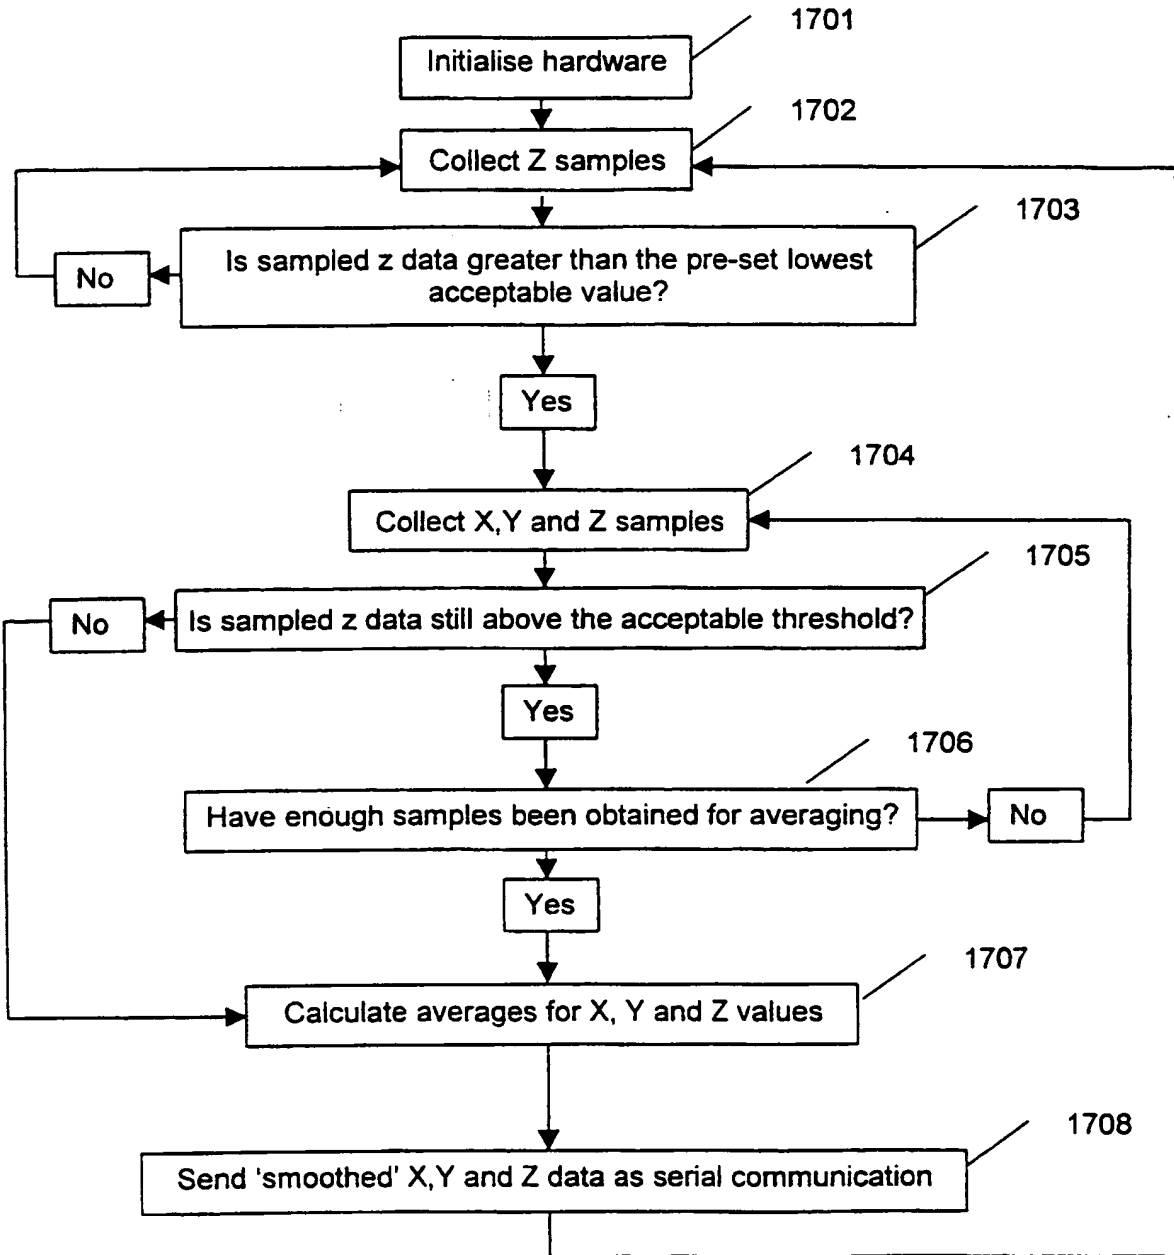 1701
Initialise hardware
1702
Collect Z samples
1703
Is sampled z data greater than the pre-set lowest
acceptable value?
No
Yes
1704
Collect X,Y and Z samples
1705
Is sampled z data still above the acceptable threshold?
No
Yes
1706
Have enough samples been obtained for averaging?
No
Yes
1707
Calculate averages for X, Y and Z values
1708
Send 'smoothed' X,Y and Z data as serial communication